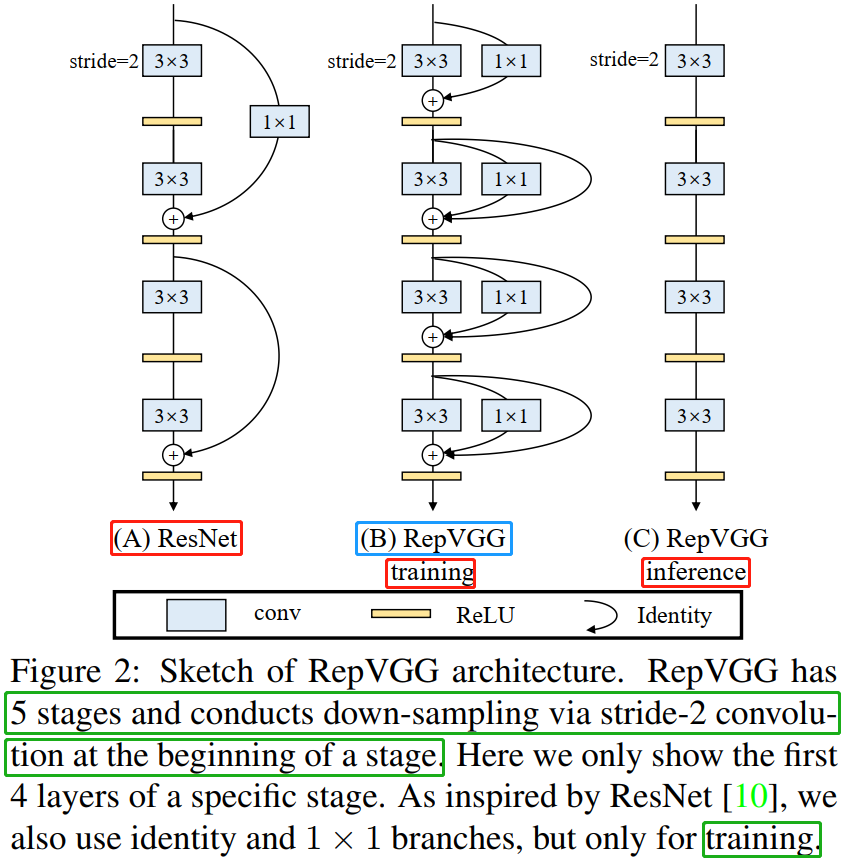 stride=2 3×3 stride=2 3×3 1×1 stride=2 3×3
1×1
3×3 3×3 1×1 3×3
+ +
3×3 3×3 1×1 3×3
+
3×3 3×3 1×1 3×3
+ +
(A) ResNet (B) RepVGG (C) RepVGG
training inference
conv ReLU Identity
Figure 2: Sketch of RepVGG architecture. RepVGG has
5 stages and conducts down-sampling via stride-2 convolu-
tion at the beginning of a stage. Here we only show the first
4 layers of a specific stage. As inspired by ResNet [10], we
also use identity and 1 × 1 branches, but only for training.